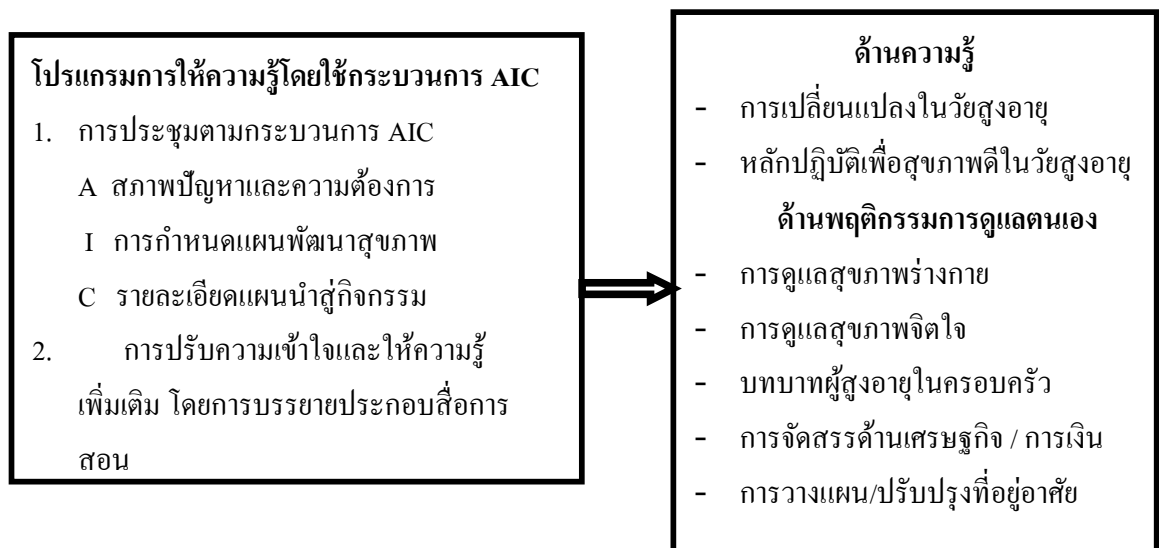 โปรแกรมการให้ความรู้โดยใช้กระบวนการ AIC
1. การประชุมตามกระบวนการ AIC
A สภาพปัญหาและความต้องการ
I การกำหนดแผนพัฒนาสุขภาพ
C รายละเอียดแผนนำสู่กิจกรรม
2. การปรับความเข้าใจและให้ความรู้
เพิ่มเติม โดยการบรรยายประกอบสื่อการ
สอน
ด้านความรู้
- การเปลี่ยนแปลงในวัยสูงอายุ
- หลักปฏิบัติเพื่อสุขภาพดีในวัยสูงอายุ
ด้านพฤติกรรมการดูแลตนเอง
- การดูแลสุขภาพร่างกาย
- การดูแลสุขภาพจิตใจ
- บทบาทผู้สูงอายุในครอบครัว
- การจัดสรรด้านเศรษฐกิจ / การเงิน
- การวางแผน/ปรับปรุงที่อยู่อาศัย